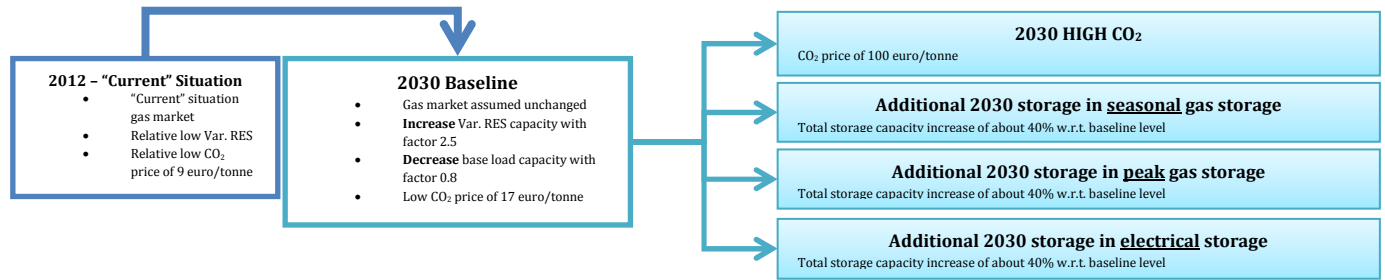 2012 – “Current” Situation
• “Current” situation
gas market
• Relative low Var. RES
• Relative low CO₂
price of 9 euro/tonne
2030 Baseline
• Gas market assumed unchanged
• Increase Var. RES capacity with
factor 2.5
• Decrease base load capacity with
factor 0.8
• Low CO₂ price of 17 euro/tonne
2030 HIGH CO₂
CO₂ price of 100 euro/tonne
Additional 2030 storage in seasonal gas storage
Total storage capacity increase of about 40% w.r.t. baseline level
Additional 2030 storage in peak gas storage
Total storage capacity increase of about 40% w.r.t. baseline level
Additional 2030 storage in electrical storage
Total storage capacity increase of about 40% w.r.t. baseline level